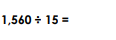 1,560 ÷ 15 =